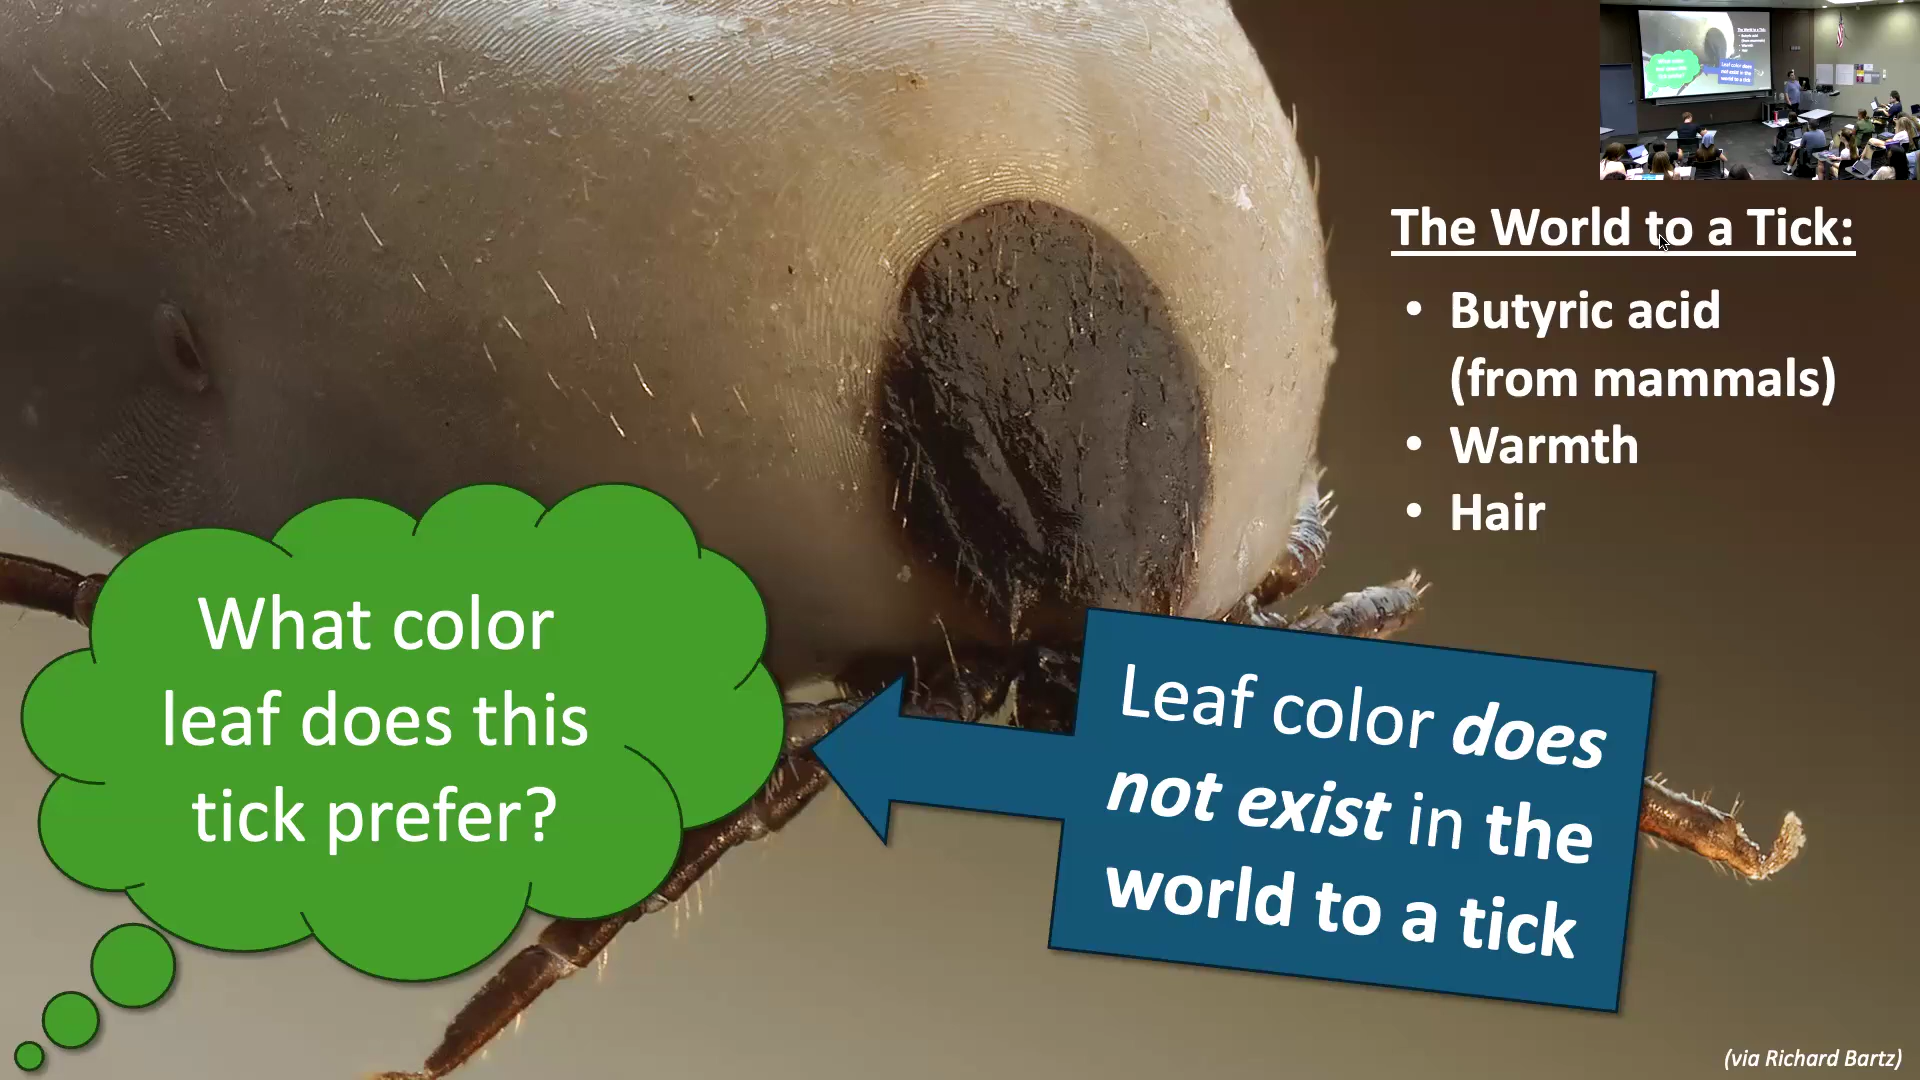 The World to a Tick:
• Butyric acid
(from mammals)
• Warmth
• Hair
What color
leaf does this
tick prefer?
Leaf color does
not exist in the
world to a tick
(via Richard Bartz)